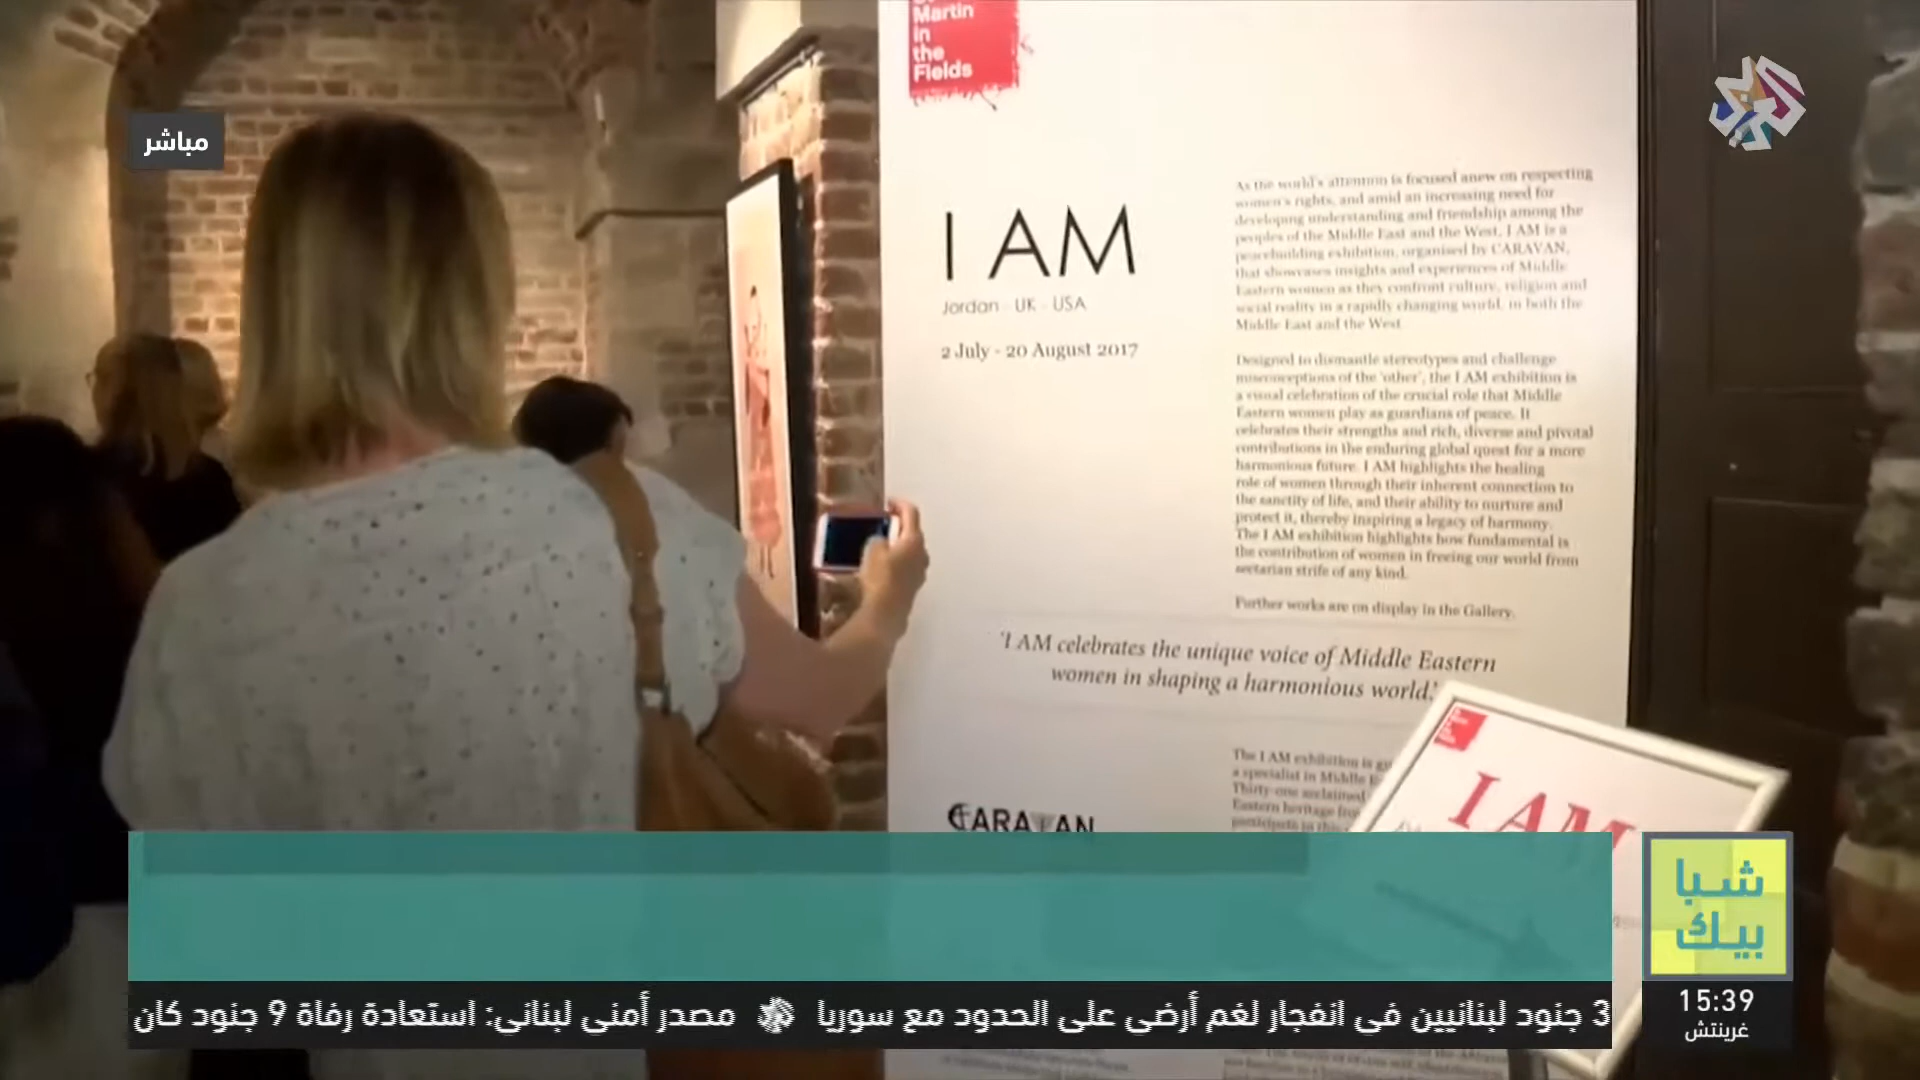 Martin
in
the
Fields
مباشر
I AM
Jordan - UK - USA
2 July - 20 August 2017
As the world's attention is focused anew on respecting
women's rights, and amid an increasing need for
developing understanding and friendship among the
peoples of the Middle East and the West, I AM is a
peacebuilding exhibition, organised by CARAVAN,
that showcases insights and experiences of Middle
Eastern women as they confront culture, religion and
social reality in a rapidly changing world, in both the
Middle East and the West
Designed to dismantle stereotypes and challenge
misconceptions of the 'other', the I AM exhibition is
a visual celebration of the crucial role that Middle
Eastern women play as guardians of peace. It
celebrates their strengths and rich, diverse and pivotal
contributions in the enduring global quest for a more
harmonious future. I AM highlights the healing
role of women through their inherent connection to
the sanctity of life, and their ability to nurture and
protect it, thereby inspiring a legacy of harmony.
The I AM exhibition highlights how fundamental is
the contribution of women in freeing our world from
sectarian strife of any kind.
Further works are on display in the Gallery.
'I AM celebrates the unique voice of Middle Eastern
women in shaping a harmonious world.'
The I AM exhibition is
a specialist in Middle
Thirty-one acclaimed
Eastern heritage
CARAVAN
I AM
شبابيك
3 جنود لبنانيين في انفجار لغم أرضي على الحدود مع سوريا مصدر أمني لبناني: استعادة رفاة 9 جنود كان
15:39
غرينتش